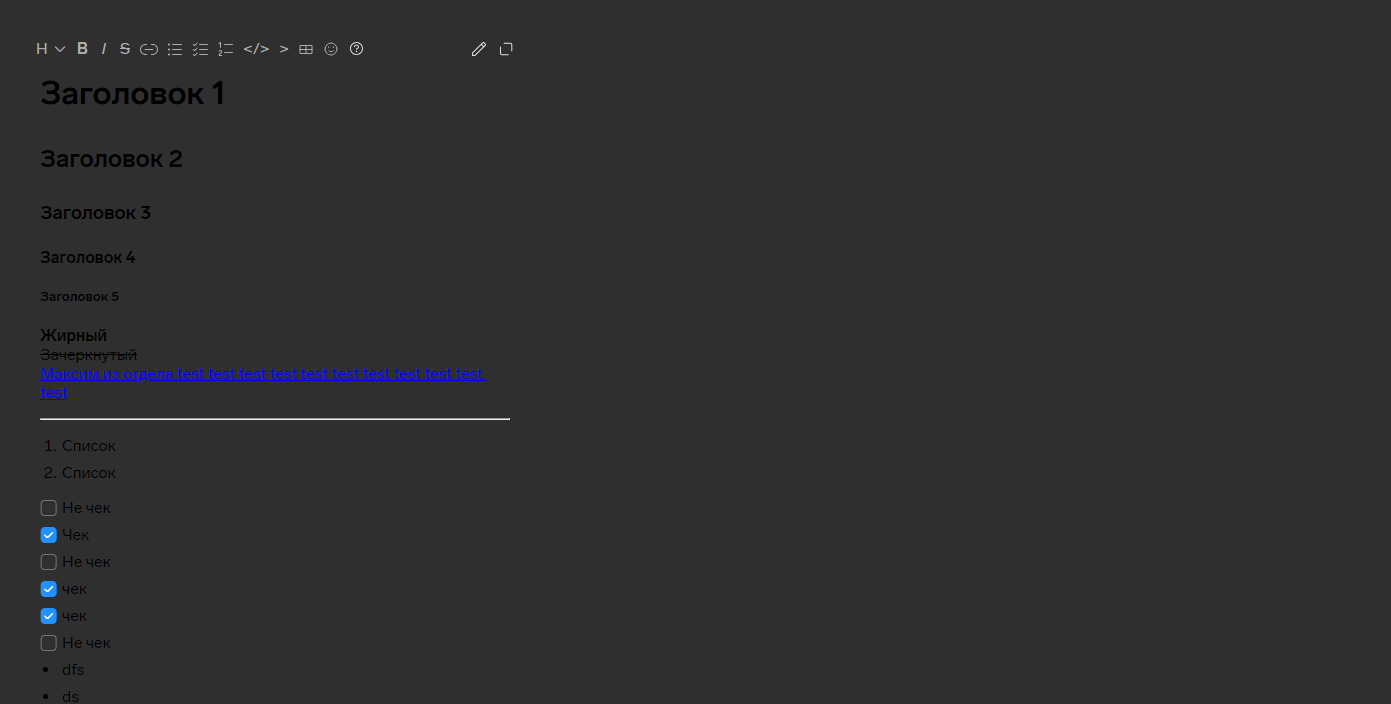 H B I S </> >
Заголовок 1
Заголовок 2
Заголовок 3
Заголовок 4
Заголовок 5
Жирный
Зачеркнутый
Максим из отдела test test test test test test test test test test
test
1. Список
2. Список
Не чек
Чек
Не чек
чек
чек
Не чек
• dfs
• ds